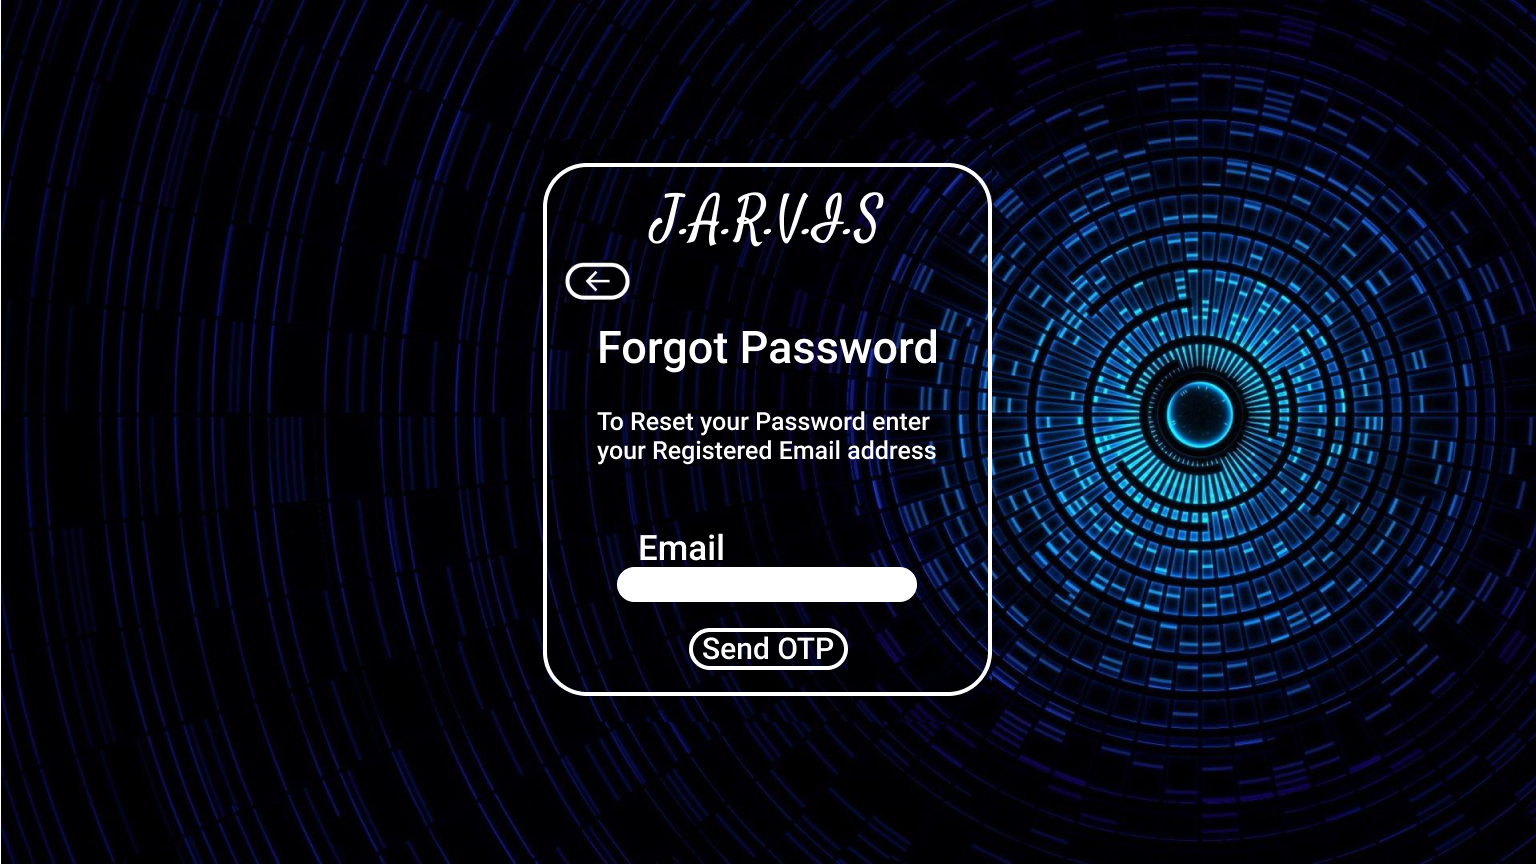 J.A.R.V.I.S
Forgot Password
To Reset your Password enter
your Registered Email address
Email
Send OTP